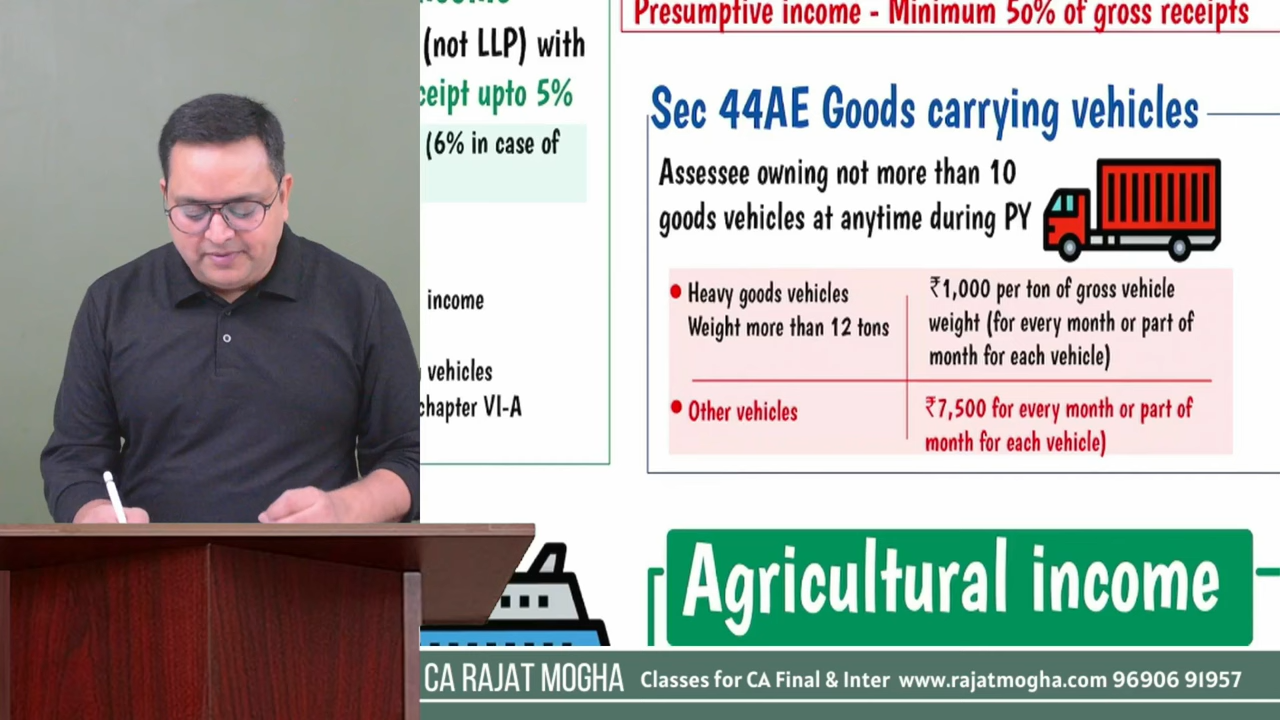 Presumptive income - Minimum 50% of gross receipts
(not LLP) with
ceipt upto 5%
(6% in case of
income
vehicles
chapter VI-A
Sec 44AE Goods carrying vehicles
Assessee owning not more than 10
goods vehicles at anytime during PY
Heavy goods vehicles
Weight more than 12 tons
₹1,000 per ton of gross vehicle
weight (for every month or part of
month for each vehicle)
Other vehicles
₹7,500 for every month or part of
month for each vehicle)
Agricultural income
CA RAJAT MOGHA Classes for CA Final & Inter www.rajatmogha.com 96906 91957